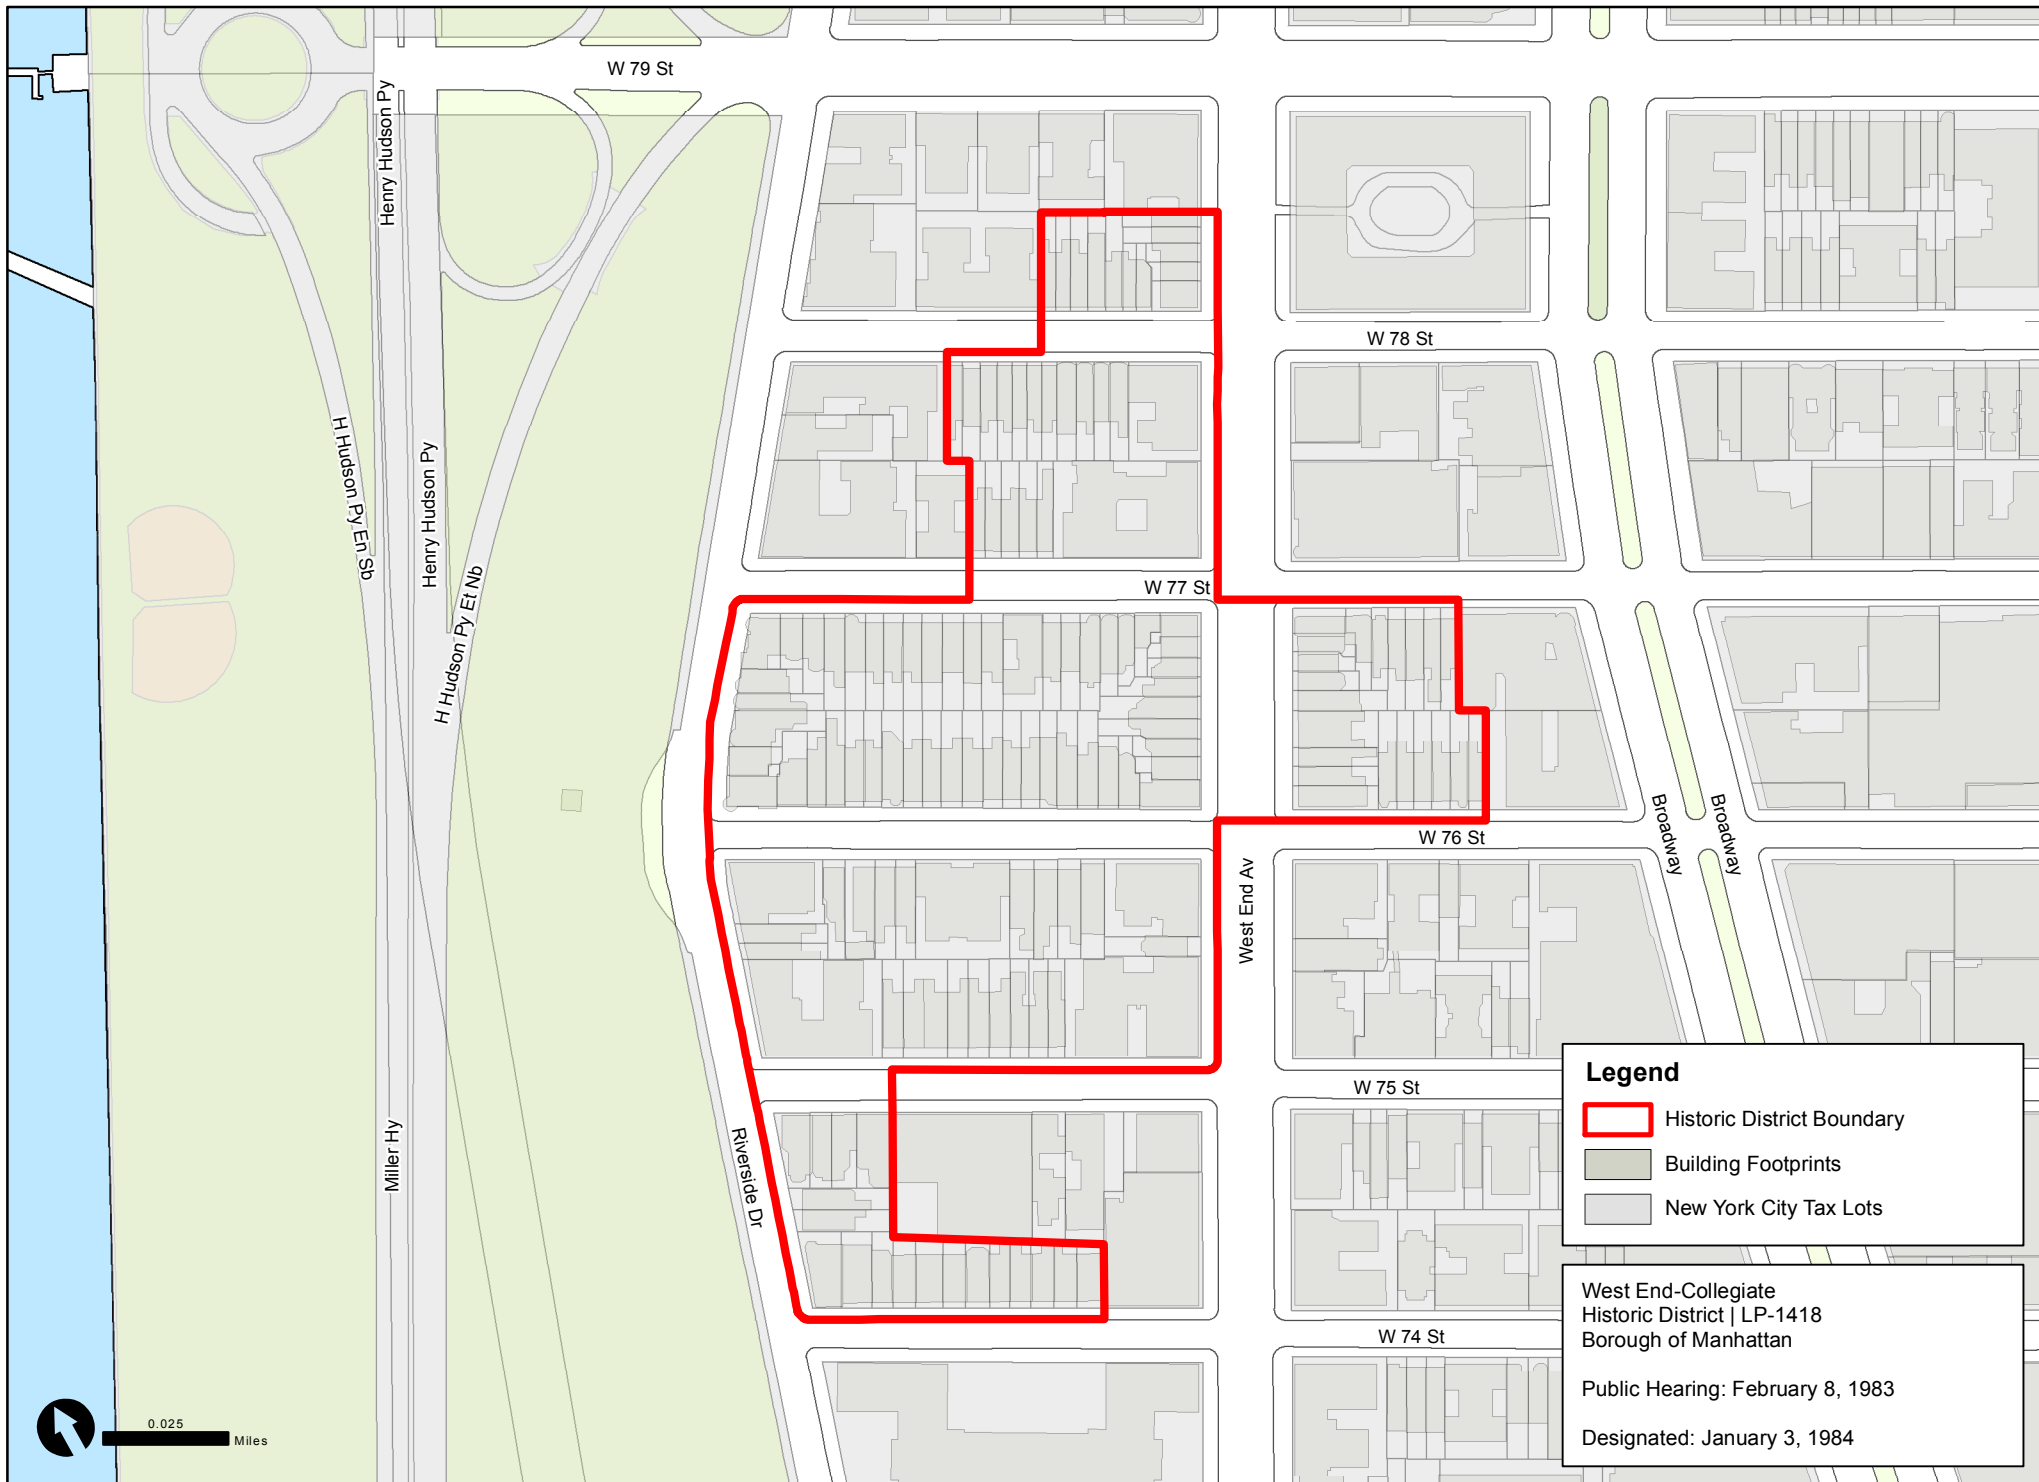 W 79 St
Henry Hudson Py
W 78 St
H Hudson Py En Sb
Henry Hudson Py
H Hudson Py Et Nb
W 77 St
Broadway
Broadway
W 76 St
West End Av
W 75 St
Miller Hy
Riverside Dr
W 74 St
Legend
Historic District Boundary
Building Footprints
New York City Tax Lots
West End-Collegiate
Historic District | LP-1418
Borough of Manhattan
Public Hearing: February 8, 1983
Designated: January 3, 1984
0.025
Miles